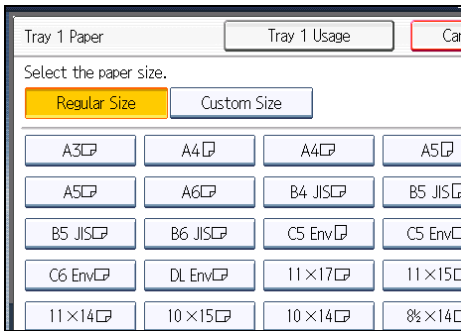 Tray 1 Paper Tray 1 Usage
Select the paper size.
Regular Size Custom Size
A3 A4 A4 A5
A5 A6 B4 JIS B5 JIS
B5 JIS B6 JIS C5 Env C5 Env
C6 Env DL Env 11×17 11×15
11×14 10×15 10×14 8½×14